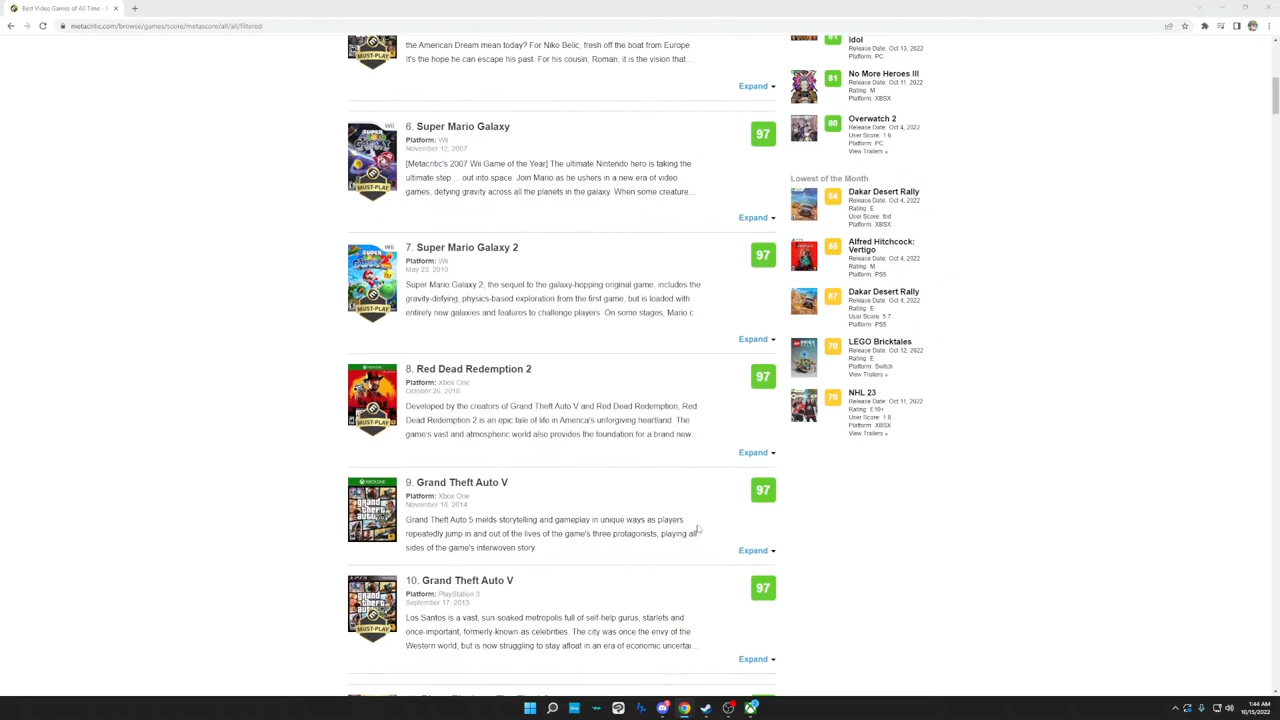 Best Video Games of All Time - M
metacritic.com/browse/games/score/metascore/all/all/filtered
the American Dream mean today? For Niko Belic, fresh off the boat from Europe.
It's the hope he can escape his past. For his cousin, Roman, it is the vision that...
Expand
6. Super Mario Galaxy
97
Platform: Wii
November 12, 2007
[Metacritic's 2007 Wii Game of the Year] The ultimate Nintendo hero is taking the
ultimate step ... out into space. Join Mario as he ushers in a new era of video
games, defying gravity across all the planets in the galaxy. When some creature...
Expand
7. Super Mario Galaxy 2
97
Platform: Wii
May 23, 2010
Super Mario Galaxy 2, the sequel to the galaxy-hopping original game, includes the
gravity-defying, physics-based exploration from the first game, but is loaded with
entirely new galaxies and features to challenge players. On some stages, Mario c...
MUST-PLAY
Expand
8. Red Dead Redemption 2
97
Platform: Xbox One
October 26, 2018
Developed by the creators of Grand Theft Auto V and Red Dead Redemption, Red
Dead Redemption 2 is an epic tale of life in America's unforgiving heartland. The
game's vast and atmospheric world also provides the foundation for a brand new...
MUST-PLAY
Expand
9. Grand Theft Auto V
97
Platform: Xbox One
November 18, 2014
Grand Theft Auto 5 melds storytelling and gameplay in unique ways as players
repeatedly jump in and out of the lives of the game's three protagonists, playing all
sides of the game's interwoven story.
Expand
10. Grand Theft Auto V
97
Platform: PlayStation 3
September 17, 2013
Los Santos is a vast, sun-soaked metropolis full of self-help gurus, starlets and
once-important, formerly-known-as celebrities. The city was once the envy of the
Western world, but is now struggling to stay afloat in an era of economic uncertai...
MUST-PLAY
Expand
81
Idol
Release Date: Oct 13, 2022
Platform: PC
81
No More Heroes III
Release Date: Oct 11, 2022
Rating: M
Platform: XBSX
80
Overwatch 2
Release Date: Oct 4, 2022
User Score: 1.6
Platform: PC
View Trailers »
Lowest of the Month
64
Dakar Desert Rally
Release Date: Oct 4, 2022
Rating: E
User Score: tbd
Platform: XBSX
Alfred Hitchcock:
Vertigo
Release Date: Oct 4, 2022
Rating: M
Platform: PS5
67
Dakar Desert Rally
Release Date: Oct 4, 2022
Rating: E
User Score: 5.7
Platform: PS5
70
LEGO Bricktales
Release Date: Oct 12, 2022
Rating: E
Platform: Switch
View Trailers »
70
NHL 23
Release Date: Oct 11, 2022
Rating: E10+
User Score: 1.8
Platform: XBSX
View Trailers »
1:44 AM
10/15/2022